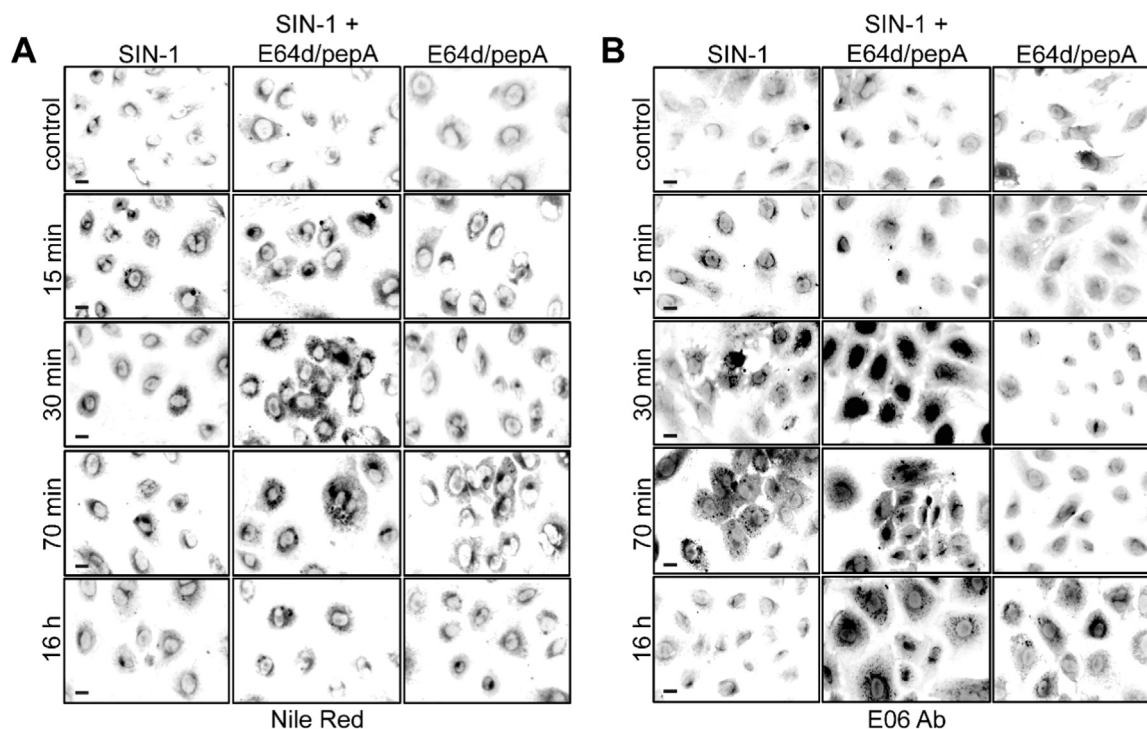 A
SIN-1
SIN-1 +
E64d/pepA
E64d/pepA
control
15 min
30 min
70 min
16 h
Nile Red
B
SIN-1
SIN-1 +
E64d/pepA
E64d/pepA
control
15 min
30 min
70 min
16 h
E06 Ab